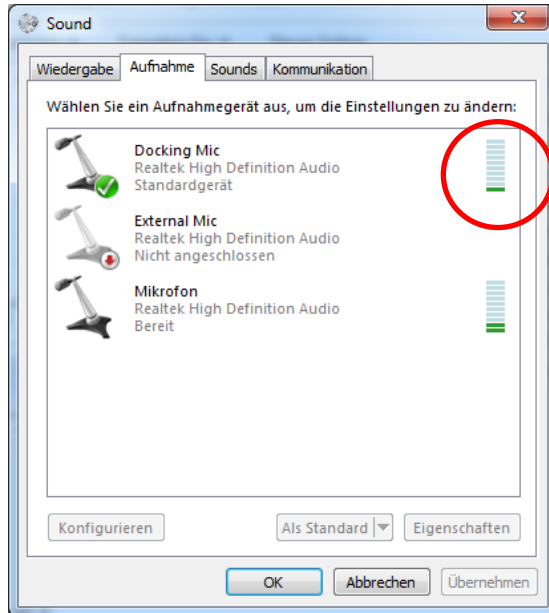 Sound
Wiedergabe Aufnahme Sounds Kommunikation
Wählen Sie ein Aufnahmegerät aus, um die Einstellungen zu ändern:
Docking Mic
Realtek High Definition Audio
Standardgerät
External Mic
Realtek High Definition Audio
Nicht angeschlossen
Mikrofon
Realtek High Definition Audio
Bereit
Konfigurieren Als Standard Eigenschaften
OK Abbrechen Übernehmen